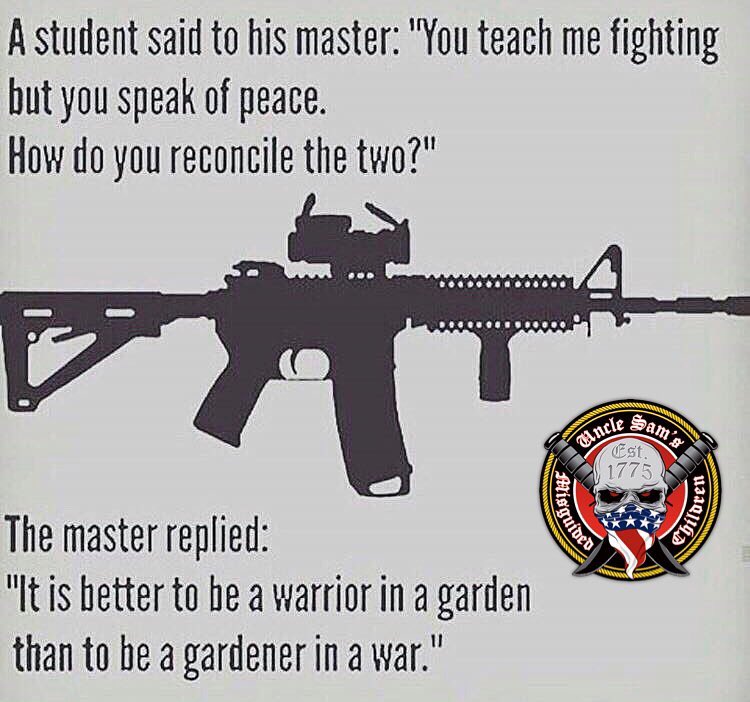 A student said to his master: "You teach me fighting
but you speak of peace.
How do you reconcile the two?"
Uncle Sam's
Est.
1775
Misguided
Children
The master replied:
"It is better to be a warrior in a garden
than to be a gardener in a war."